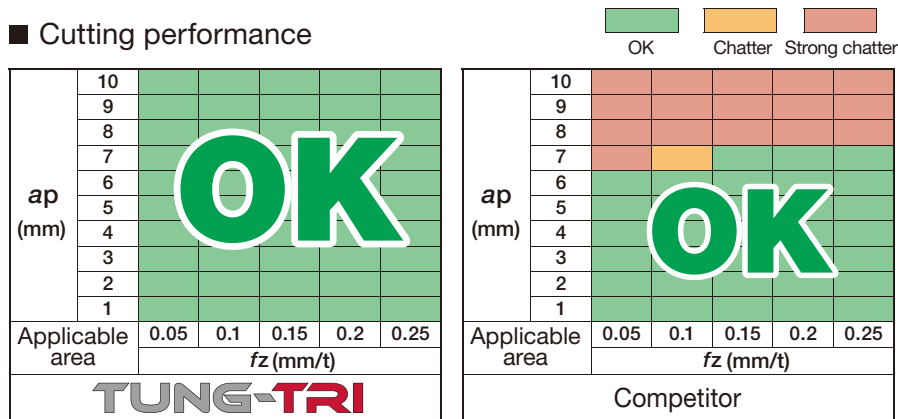 ■ Cutting performance
OK Chatter Strong chatter
10
9
8
7
6
5
4
3
2
1
ap
(mm)
OK
Applicable
area
0.05 0.1 0.15 0.2 0.25
fz (mm/t)
TUNG-TRI
10
9
8
7
6
5
4
3
2
1
ap
(mm)
OK
Applicable
area
0.05 0.1 0.15 0.2 0.25
fz (mm/t)
Competitor